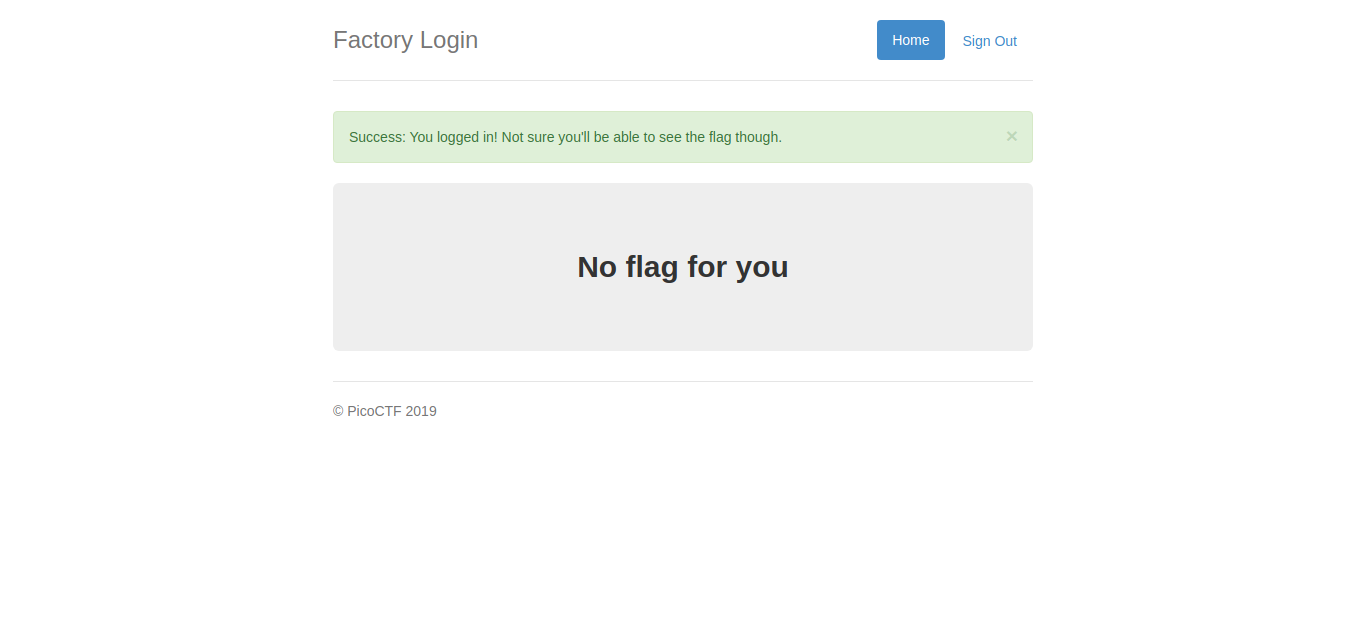 Factory Login
Home
Sign Out
Success: You logged in! Not sure you'll be able to see the flag though.
×
No flag for you
© PicoCTF 2019